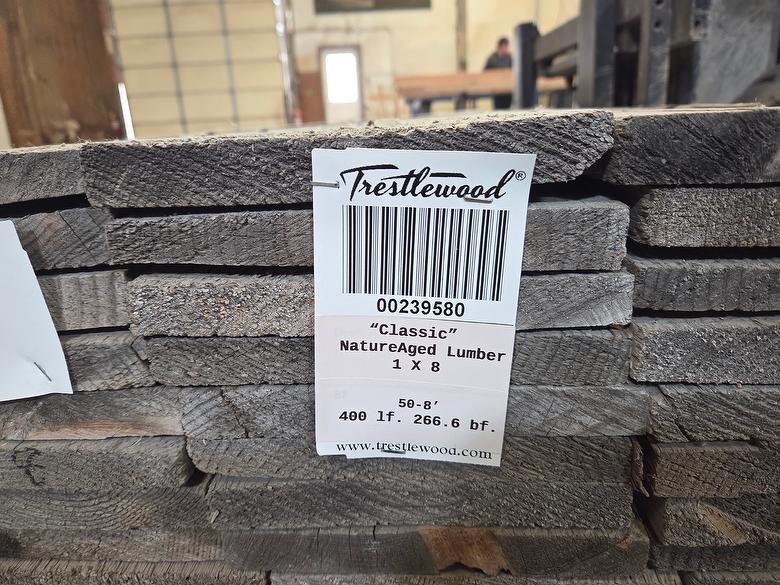 Trestlewood®
00239580
“Classic”
NatureAged Lumber
1 X 8
50-8’
400 lf. 266.6 bf.
www.trestlewood.com